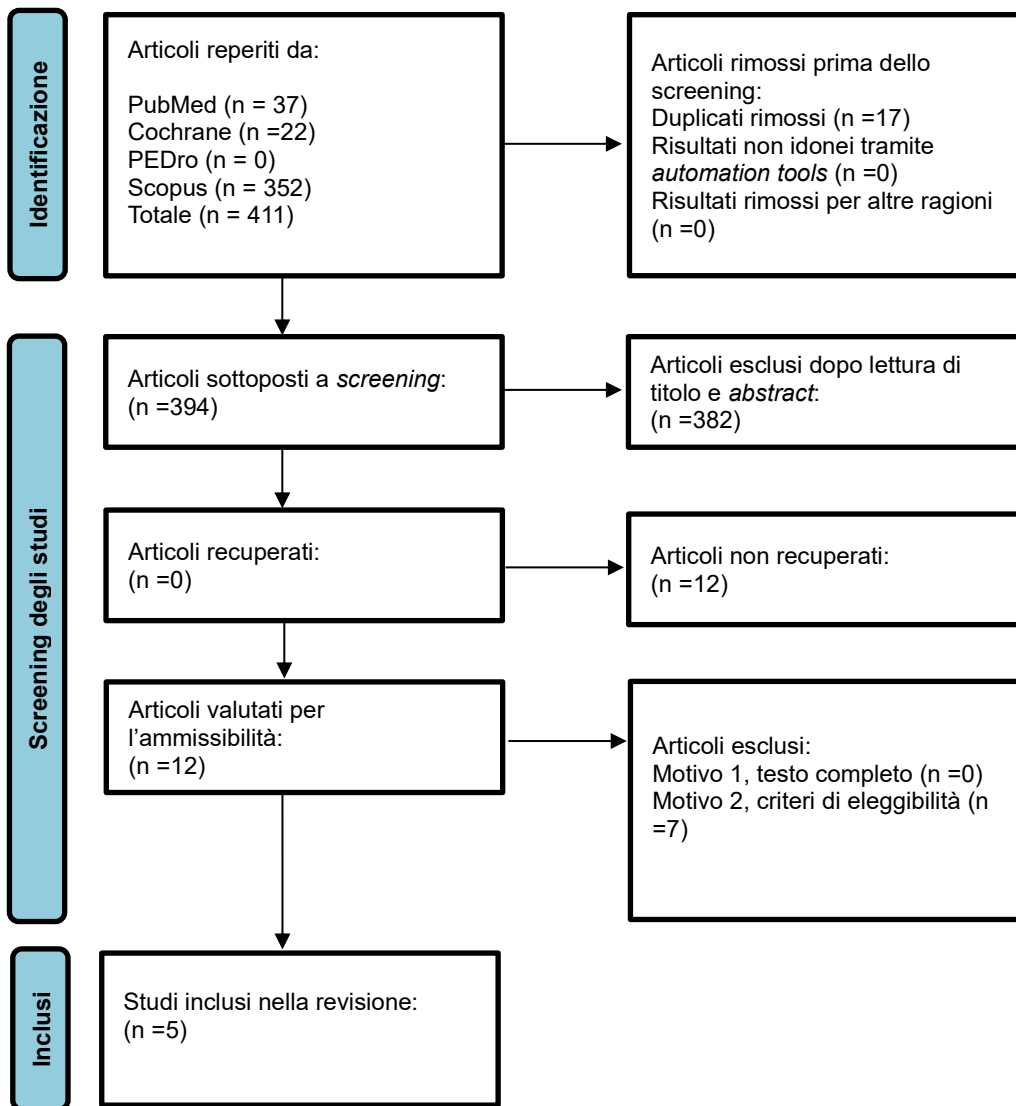 Identificazione
Articoli reperiti da:
PubMed (n = 37)
Cochrane (n =22)
PEDro (n = 0)
Scopus (n = 352)
Totale (n = 411)
Articoli rimossi prima dello
screening:
Duplicati rimossi (n =17)
Risultati non idonei tramite
automation tools (n =0)
Risultati rimossi per altre ragioni
(n =0)
Screening degli studi
Articoli sottoposti a screening:
(n =394)
Articoli esclusi dopo lettura di
titolo e abstract:
(n =382)
Articoli recuperati:
(n =0)
Articoli non recuperati:
(n =12)
Articoli valutati per
l’ammissibilità:
(n =12)
Articoli esclusi:
Motivo 1, testo completo (n =0)
Motivo 2, criteri di eleggibilità (n
=7)
Inclusi
Studi inclusi nella revisione:
(n =5)